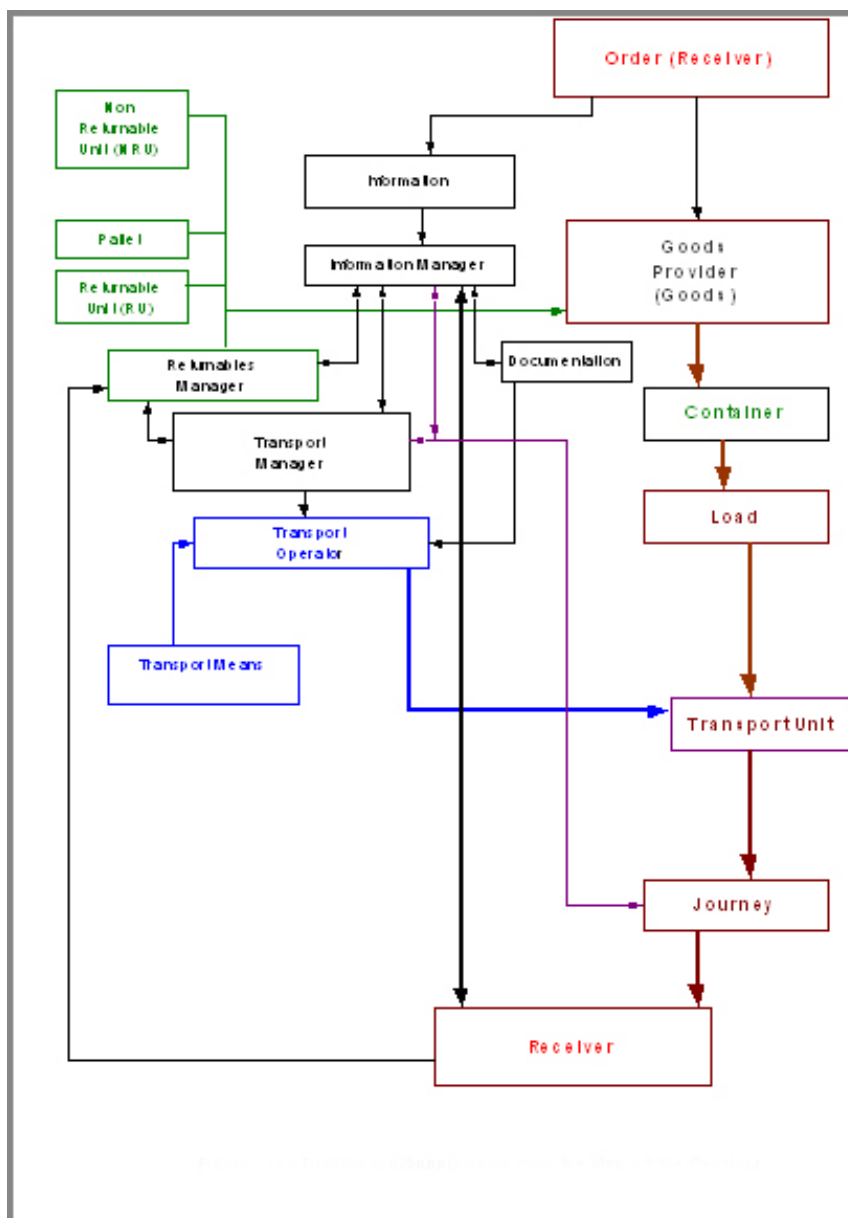 Order (Receiver)
Non
Returnable
Unit (NRU)
Information
Pallet
Goods
Provider
(Goods)
Information Manager
Returnable
Unit (RU)
Returnables
Manager
Documentation
Container
Transport
Manager
Load
Transport
Operator
Transport Means
Transport Unit
Journey
Receiver